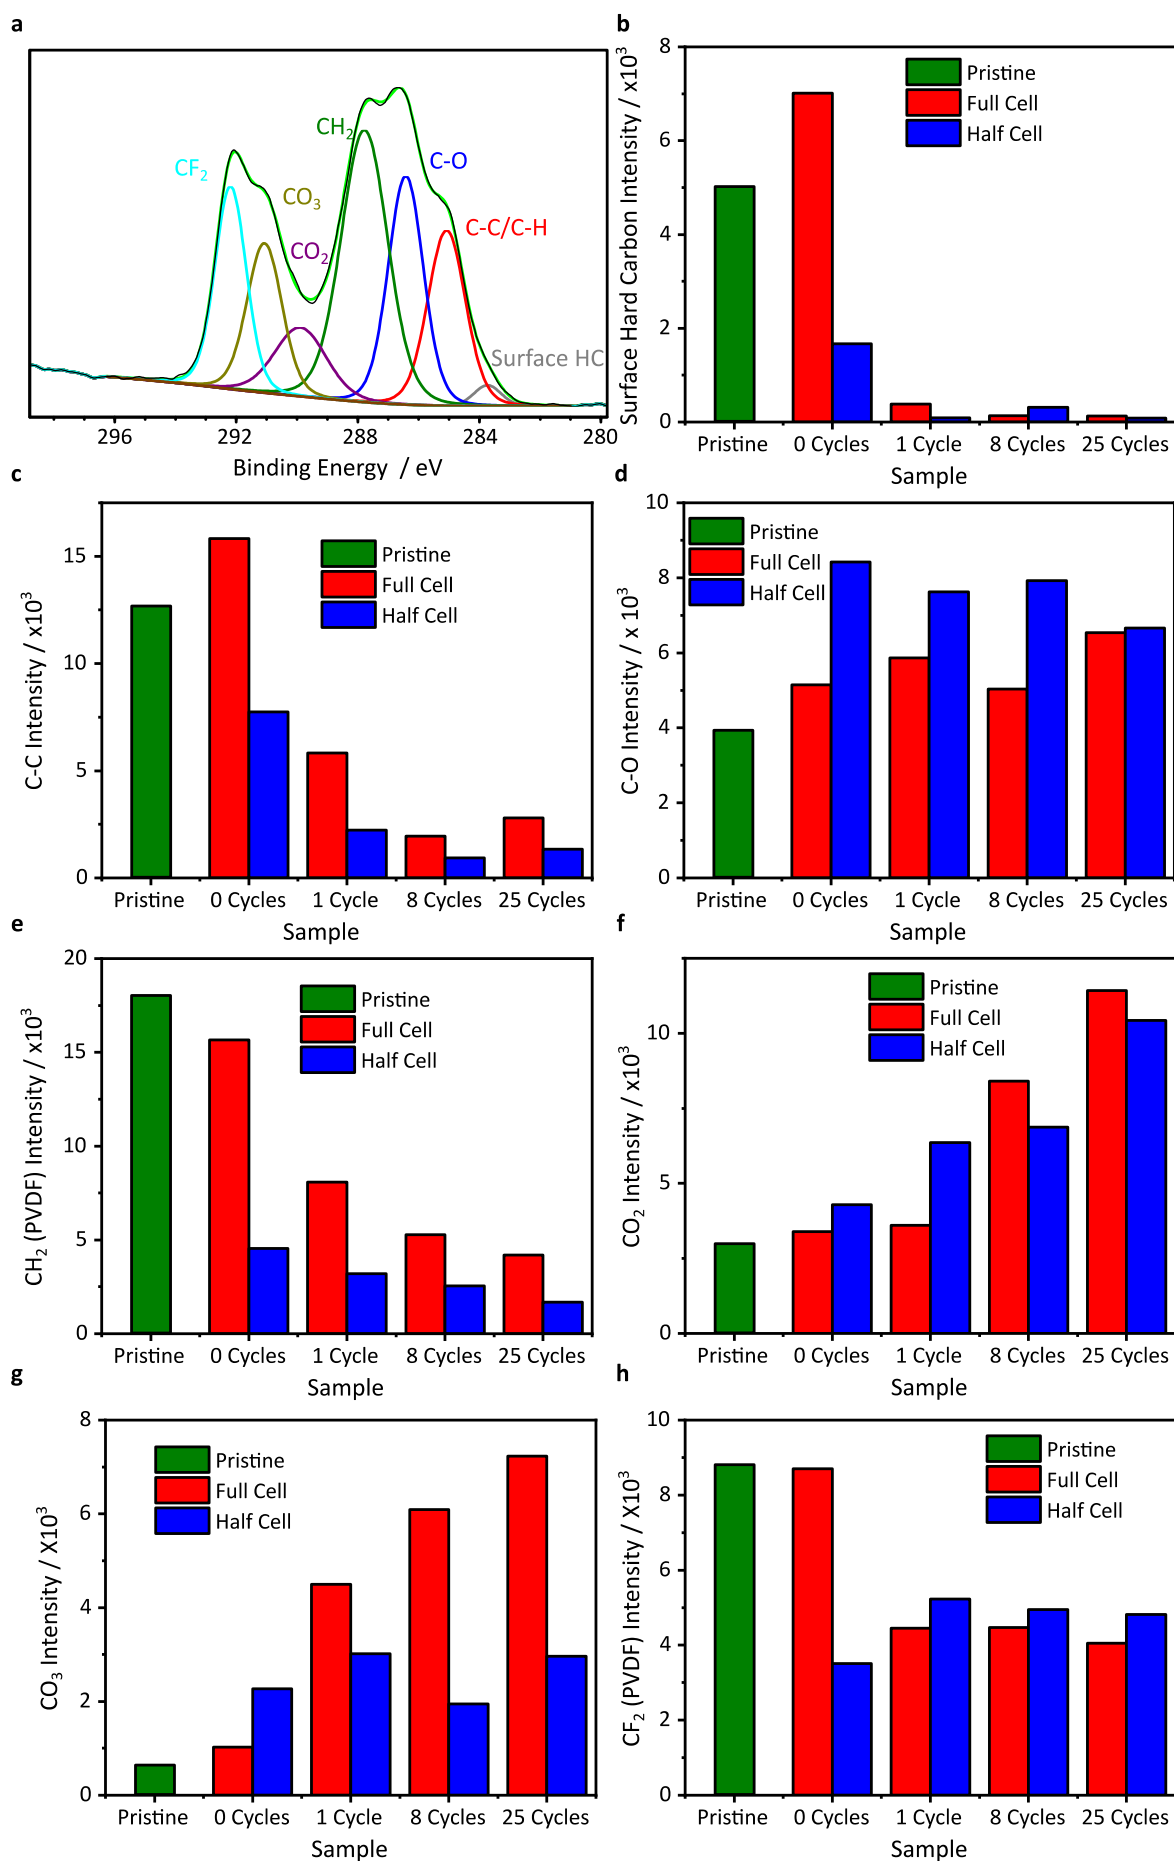 a
CF₂
CO₃
CO₂
CH₂
C-O
C-C/C-H
Surface HC
296 292 288 284 280
Binding Energy / eV
b
Surface Hard Carbon Intensity / x10³
8
6
4
2
0
Pristine
Full Cell
Half Cell
Pristine 0 Cycles 1 Cycle 8 Cycles 25 Cycles
Sample
c
C-C Intensity / x10³
15
10
5
0
Pristine
Full Cell
Half Cell
Pristine 0 Cycles 1 Cycle 8 Cycles 25 Cycles
Sample
d
C-O Intensity / x 10³
10
8
6
4
2
0
Pristine
Full Cell
Half Cell
Pristine 0 Cycles 1 Cycle 8 Cycles 25 Cycles
Sample
e
CH₂ (PVDF) Intensity / x10³
20
15
10
5
0
Pristine
Full Cell
Half Cell
Pristine 0 Cycles 1 Cycle 8 Cycles 25 Cycles
Sample
f
CO₂ Intensity / x10³
10
5
0
Pristine
Full Cell
Half Cell
Pristine 0 Cycles 1 Cycle 8 Cycles 25 Cycles
Sample
g
CO₃ Intensity / X10³
8
6
4
2
0
Pristine
Full Cell
Half Cell
Pristine 0 Cycles 1 Cycle 8 Cycles 25 Cycles
Sample
h
CF₂ (PVDF) Intensity / X10³
10
8
6
4
2
0
Pristine
Full Cell
Half Cell
Pristine 0 Cycles 1 Cycle 8 Cycles 25 Cycles
Sample